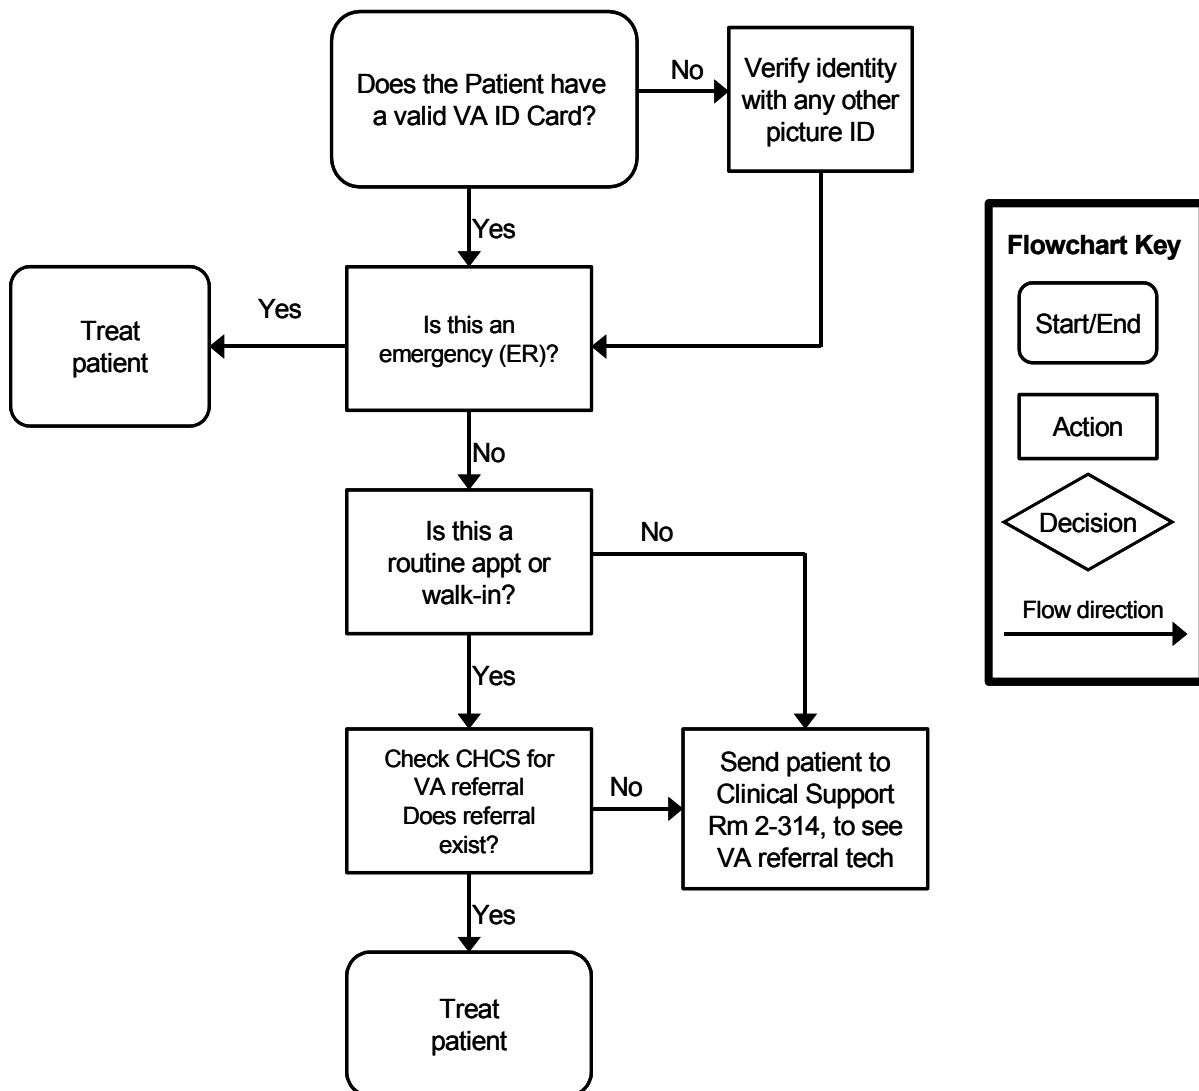 Does the Patient have
a valid VA ID Card?
No
Verify identity
with any other
picture ID
Yes
Treat
patient
Yes
Is this an
emergency (ER)?
No
Is this a
routine appt or
walk-in?
No
Yes
Check CHCS for
VA referral
Does referral
exist?
No
Send patient to
Clinical Support
Rm 2-314, to see
VA referral tech
Yes
Treat
patient
Flowchart Key
Start/End
Action
Decision
Flow direction